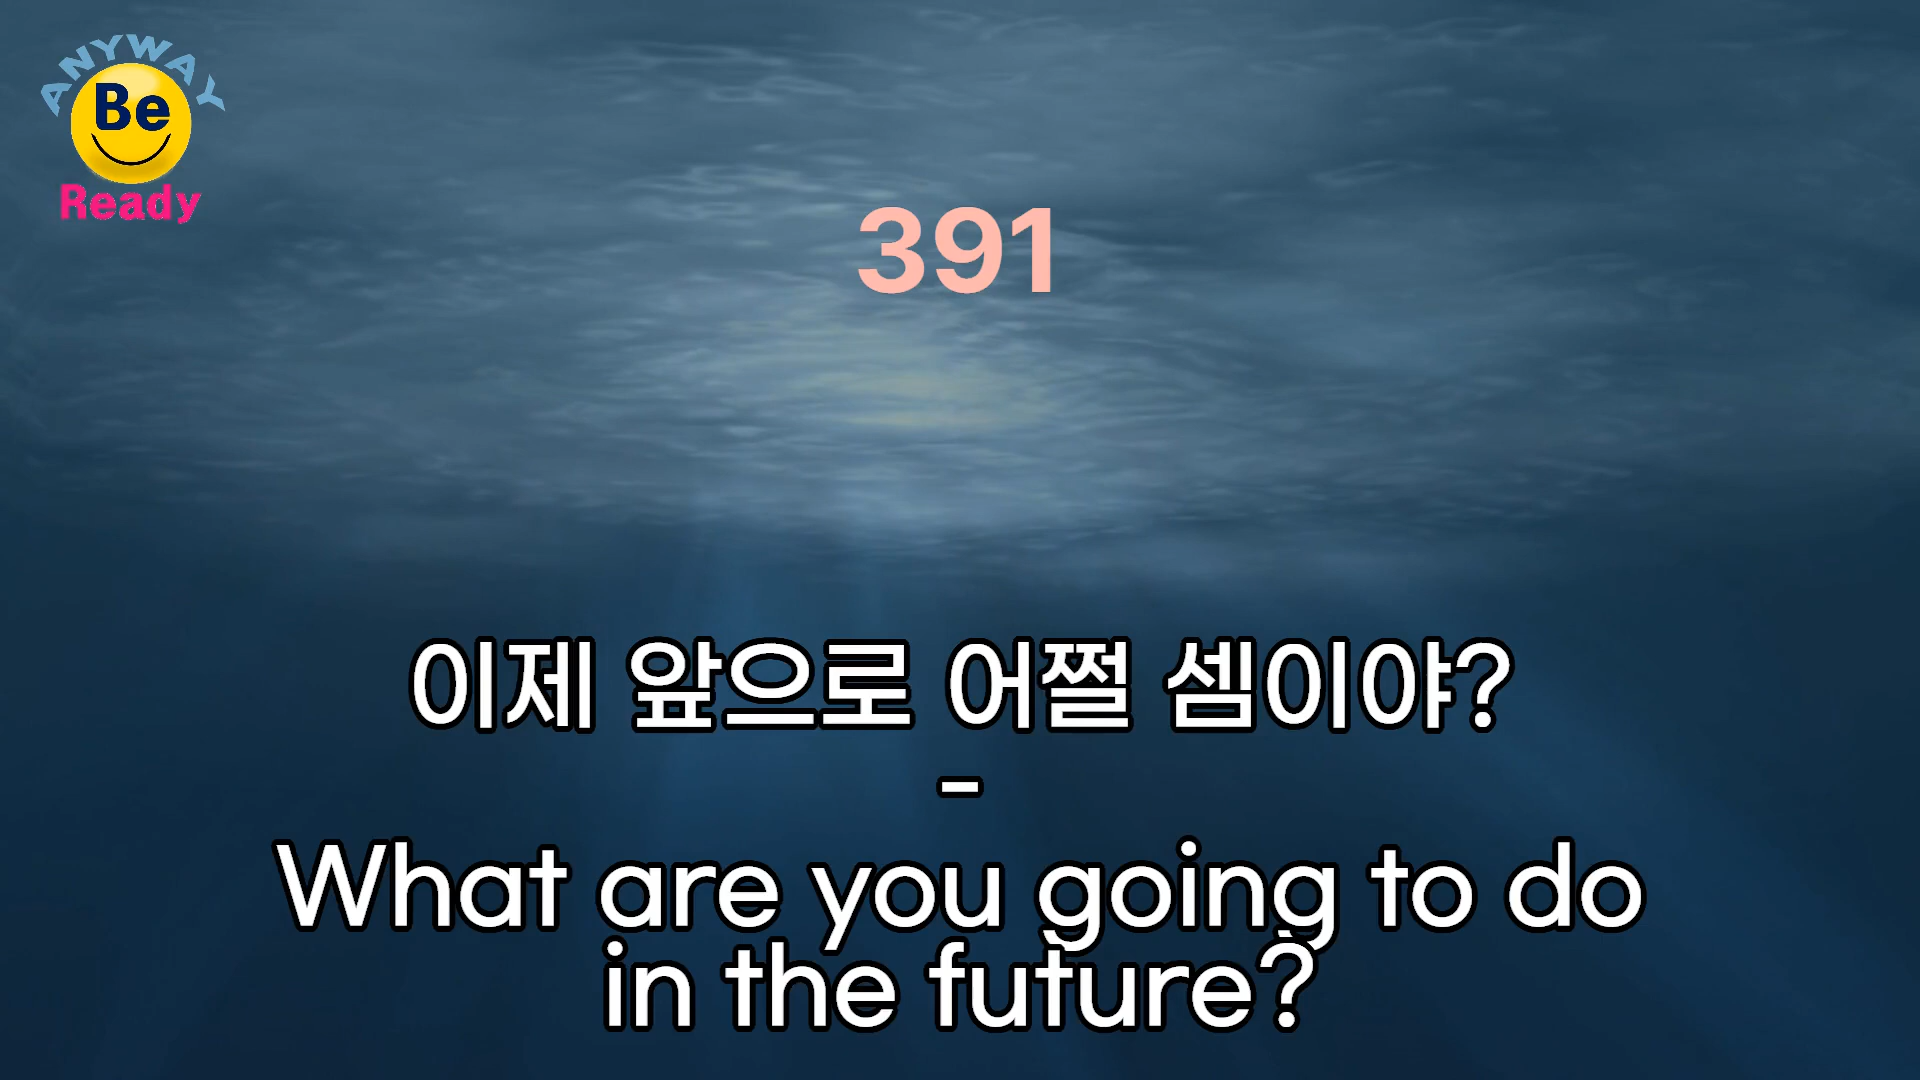 ANYWAY
Be
Ready
391
이제 앞으로 어쩔 셈이야?
-
What are you going to do
in the future?